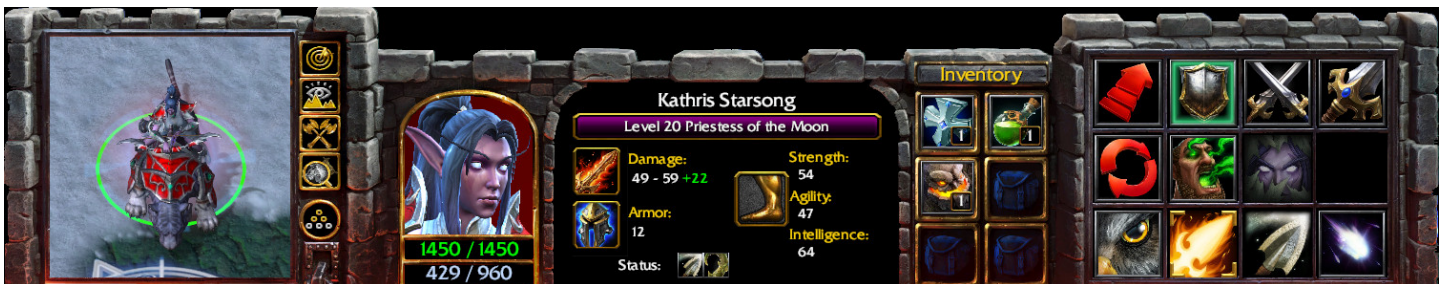 Kathris Starsong
Level 20 Priestess of the Moon
Damage:
49 - 59 +22
Armor:
12
Strength:
54
Agility:
47
Intelligence:
64
Status:
1450 / 1450
429 / 960
Inventory
1
1
1